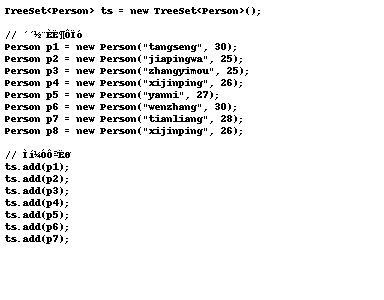 TreeSet<Person> ts = new TreeSet<Person>();
// ´´½¨ÈËÎ¶ÔÏó
Person p1 = new Person("tangseng", 30);
Person p2 = new Person("jiapingwa", 25);
Person p3 = new Person("zhangyimou", 25);
Person p4 = new Person("xijinping", 26);
Person p5 = new Person("yanni", 27);
Person p6 = new Person("wenzhang", 30);
Person p7 = new Person("tianliang", 28);
Person p8 = new Person("xijinping", 26);
// Ìí¼ÓÔªËØ
ts.add(p1);
ts.add(p2);
ts.add(p3);
ts.add(p4);
ts.add(p5);
ts.add(p6);
ts.add(p7);